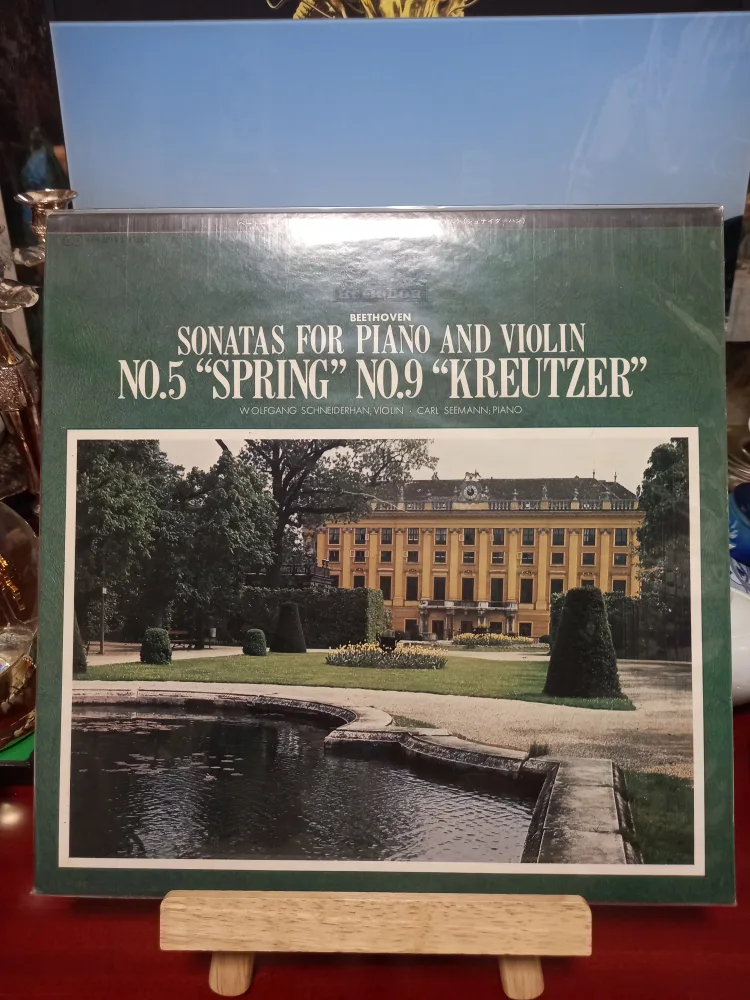 BEETHOVEN
SONATAS FOR PIANO AND VIOLIN
NO.5 “SPRING” NO.9 “KREUTZER”
WOLFGANG SCHNEIDERHAN, VIOLIN · CARL SEEMANN, PIANO